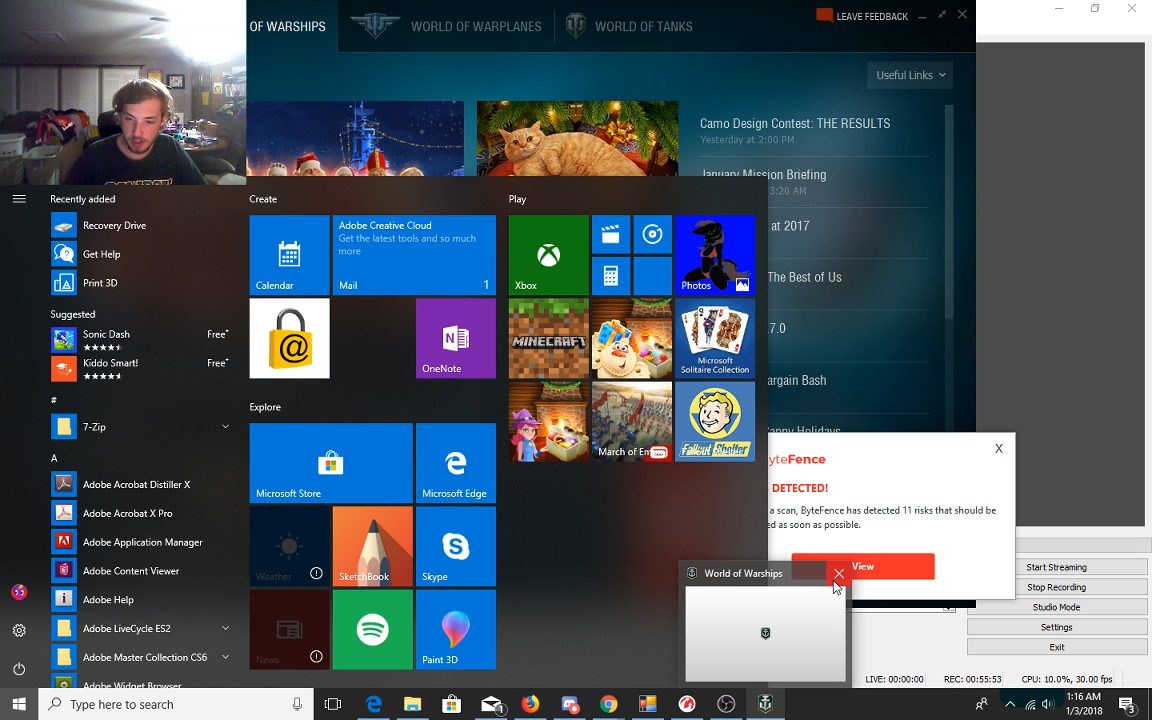 OF WARSHIPS
WORLD OF WARPLANES
WORLD OF TANKS
LEAVE FEEDBACK
Useful Links
Camo Design Contest: THE RESULTS
Yesterday at 2:00 PM
January Mission Briefing
3:20 AM
at 2017
The Best of Us
7.0
argain Bash
appy Holidays
Recently added
Recovery Drive
Get Help
Print 3D
Suggested
Sonic Dash
Free*
Kiddo Smart!
Free*
#
7-Zip
A
Adobe Acrobat Distiller X
Adobe Acrobat X Pro
Adobe Application Manager
Adobe Content Viewer
Adobe Help
Adobe LiveCycle ES2
Adobe Master Collection CS6
Adobe Widget Browser
Create
Calendar
Adobe Creative Cloud
Get the latest tools and so much
more
Mail
1
@
OneNote
Explore
Microsoft Store
Microsoft Edge
Weather
SketchBook
Skype
News
Paint 3D
Play
Xbox
Photos
MINECRAFT
Microsoft
Solitaire Collection
March of Em
Fallout Shelter
yteFence
X
DETECTED!
a scan, ByteFence has detected 11 risks that should be
ed as soon as possible.
View
World of Warships
Start Streaming
Stop Recording
Studio Mode
Settings
Exit
LIVE: 00:00:00
REC: 00:55:53
CPU: 10.0%, 30.00 fps
Type here to search
1
1:16 AM
1/3/2018
3